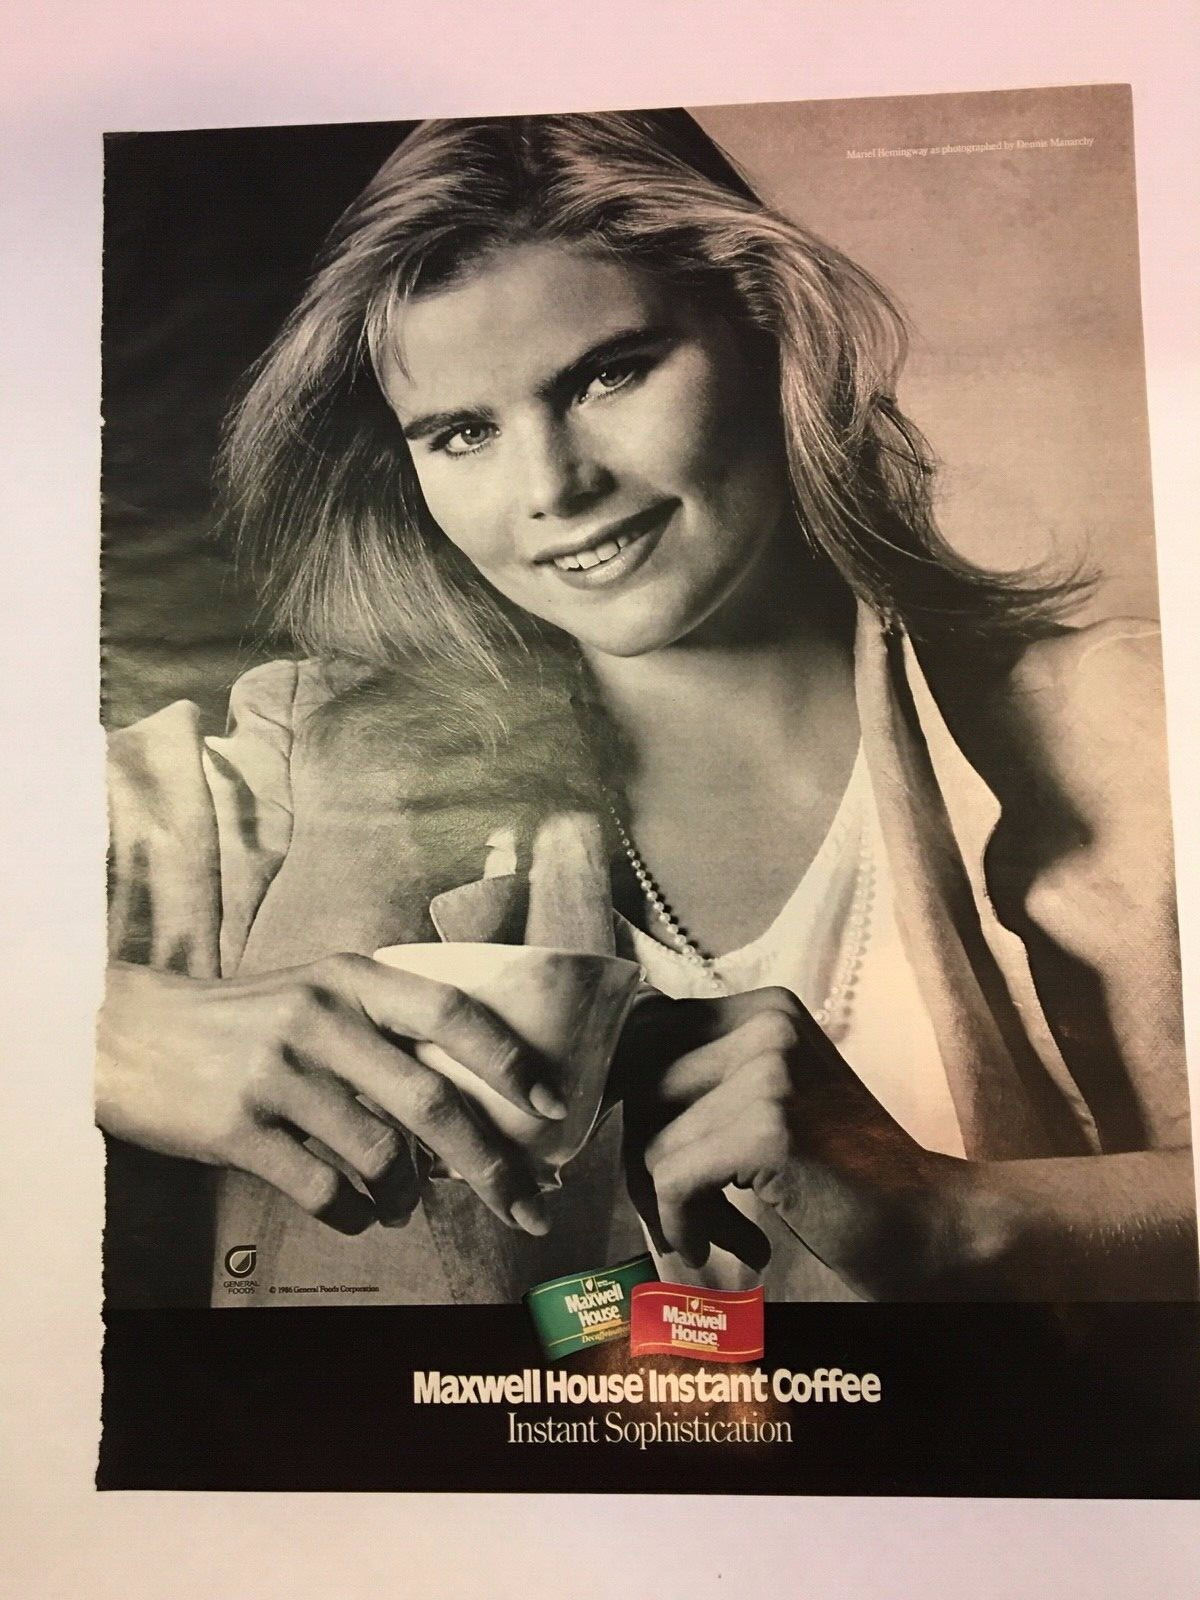 Mariel Hemingway as photographed by Dennis Manarchy
GENERAL
FOODS
© 1986 General Foods Corporation
Maxwell
House
Decaffeinated
Maxwell
House
Maxwell House® Instant Coffee
Instant Sophistication